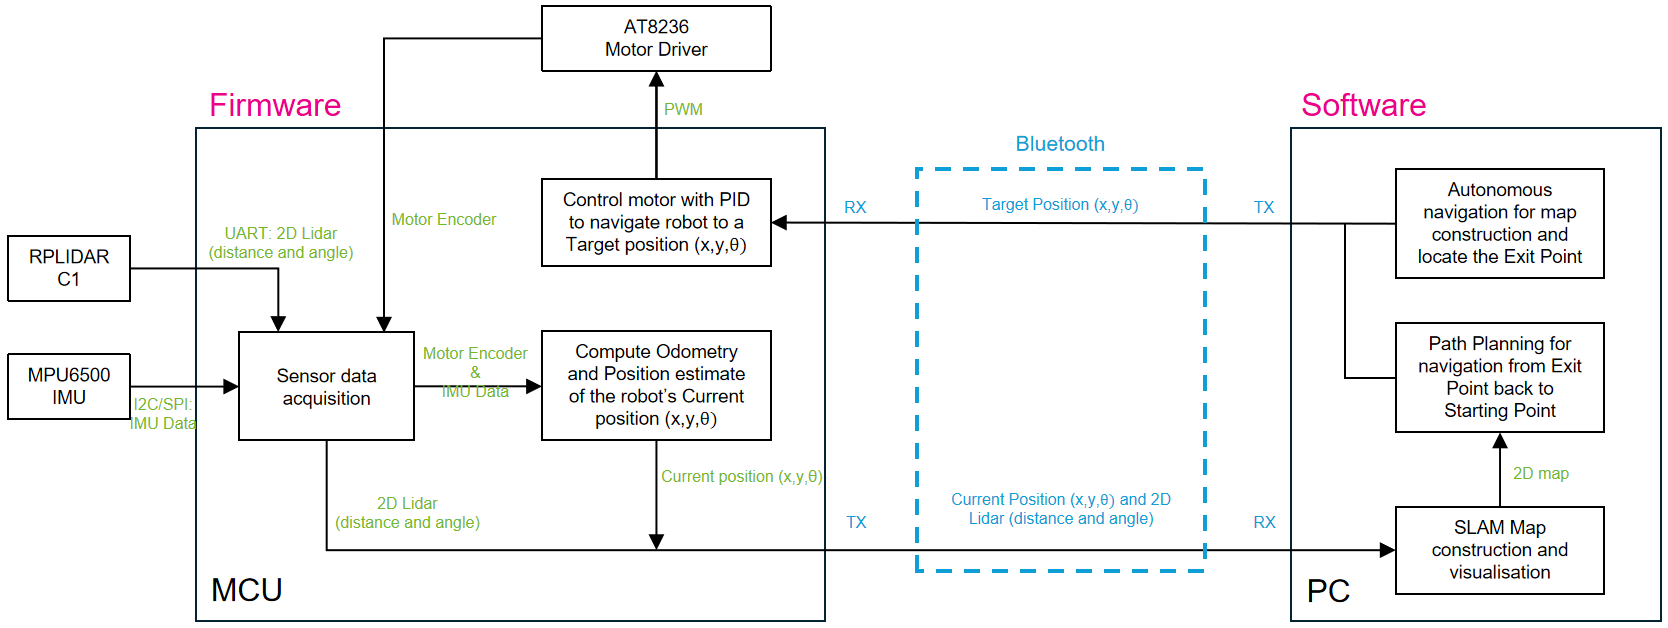 AT8236
Motor Driver
Firmware
Software
PWM
Bluetooth
Control motor with PID
to navigate robot to a
Target position (x,y,θ)
Motor Encoder
RX
Target Position (x,y,θ)
TX
Autonomous
navigation for map
construction and
locate the Exit Point
UART: 2D Lidar
(distance and angle)
RPLIDAR
C1
MPU6500
IMU
I2C/SPI:
IMU Data
Sensor data
acquisition
Motor Encoder
&
IMU Data
Compute Odometry
and Position estimate
of the robot’s Current
position (x,y,θ)
Path Planning for
navigation from Exit
Point back to
Starting Point
Current position (x,y,θ)
2D map
2D Lidar
(distance and angle)
TX
Current Position (x,y,θ) and 2D
Lidar (distance and angle)
RX
SLAM Map
construction and
visualisation
MCU
PC